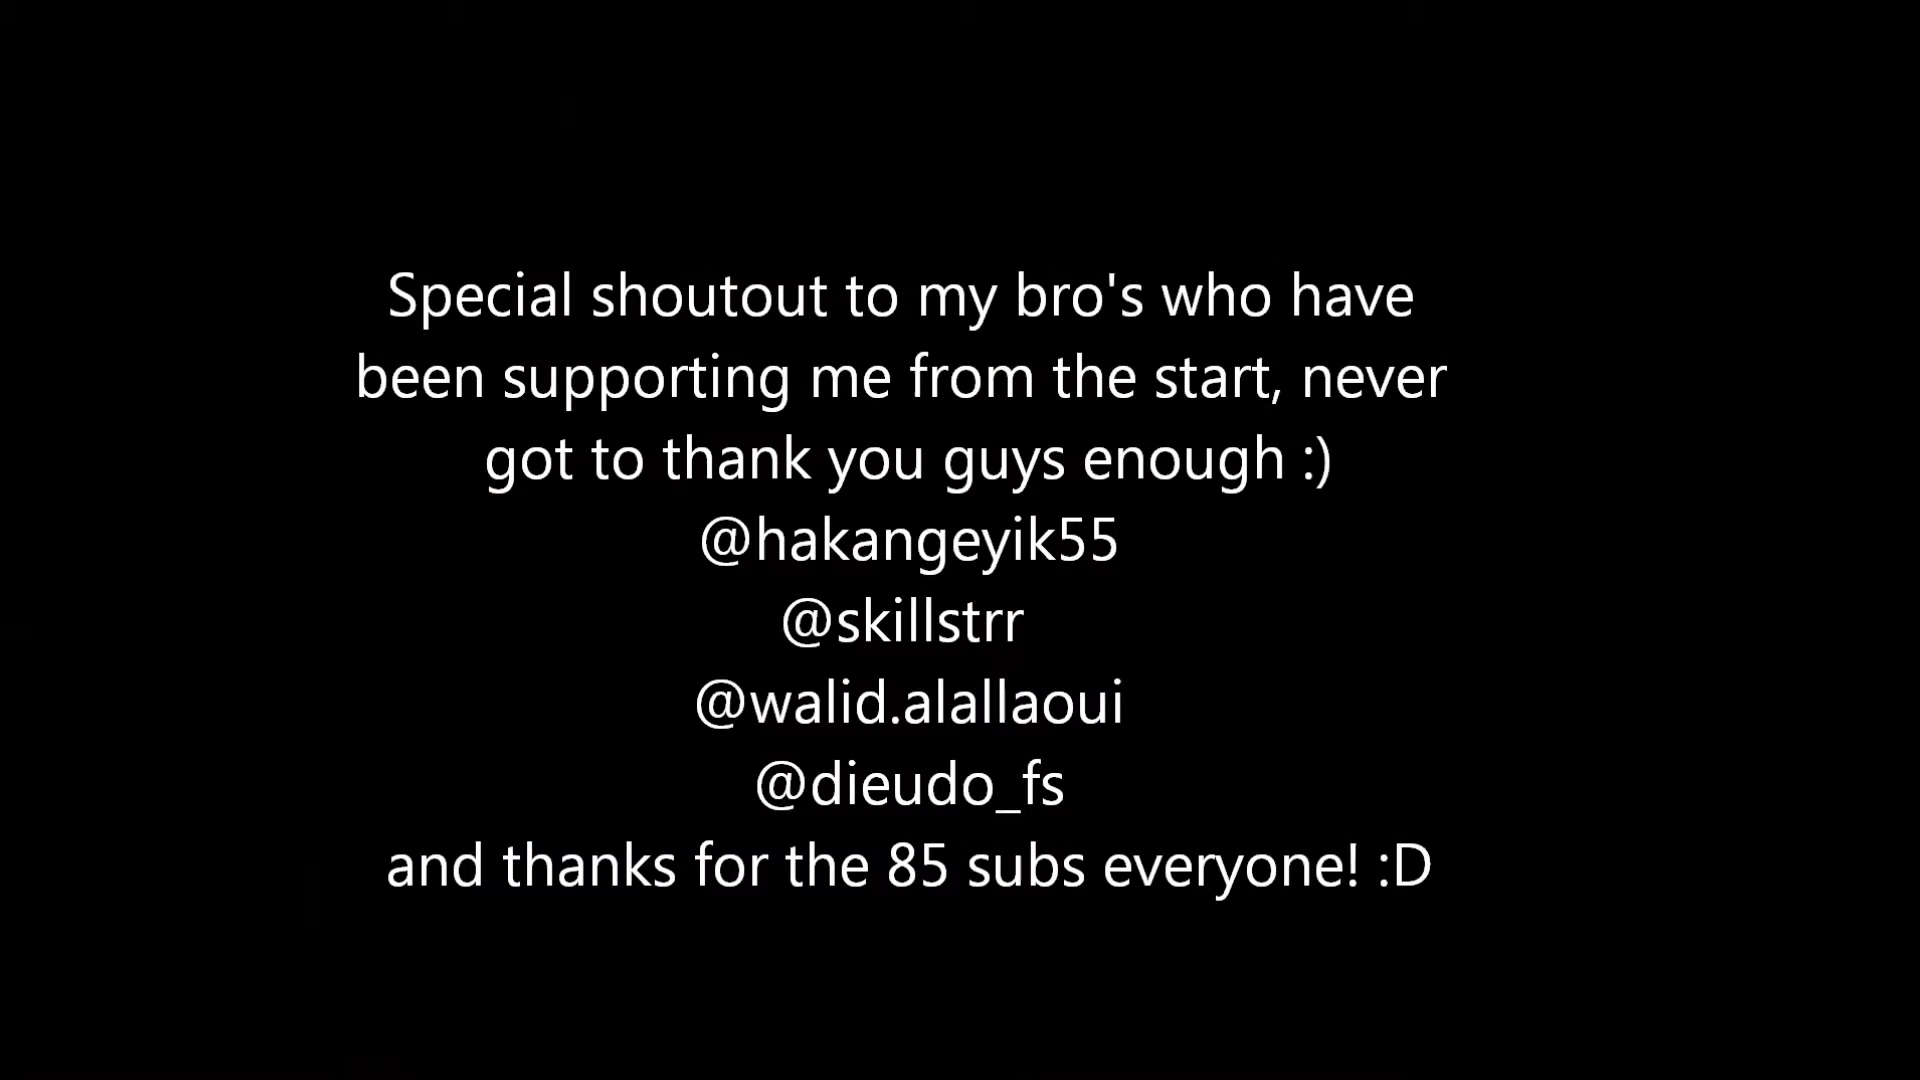 Special shoutout to my bro's who have
been supporting me from the start, never
got to thank you guys enough :)
@hakangeyik55
@skillstrr
@walid.alallaoui
@dieudo_fs
and thanks for the 85 subs everyone! :D